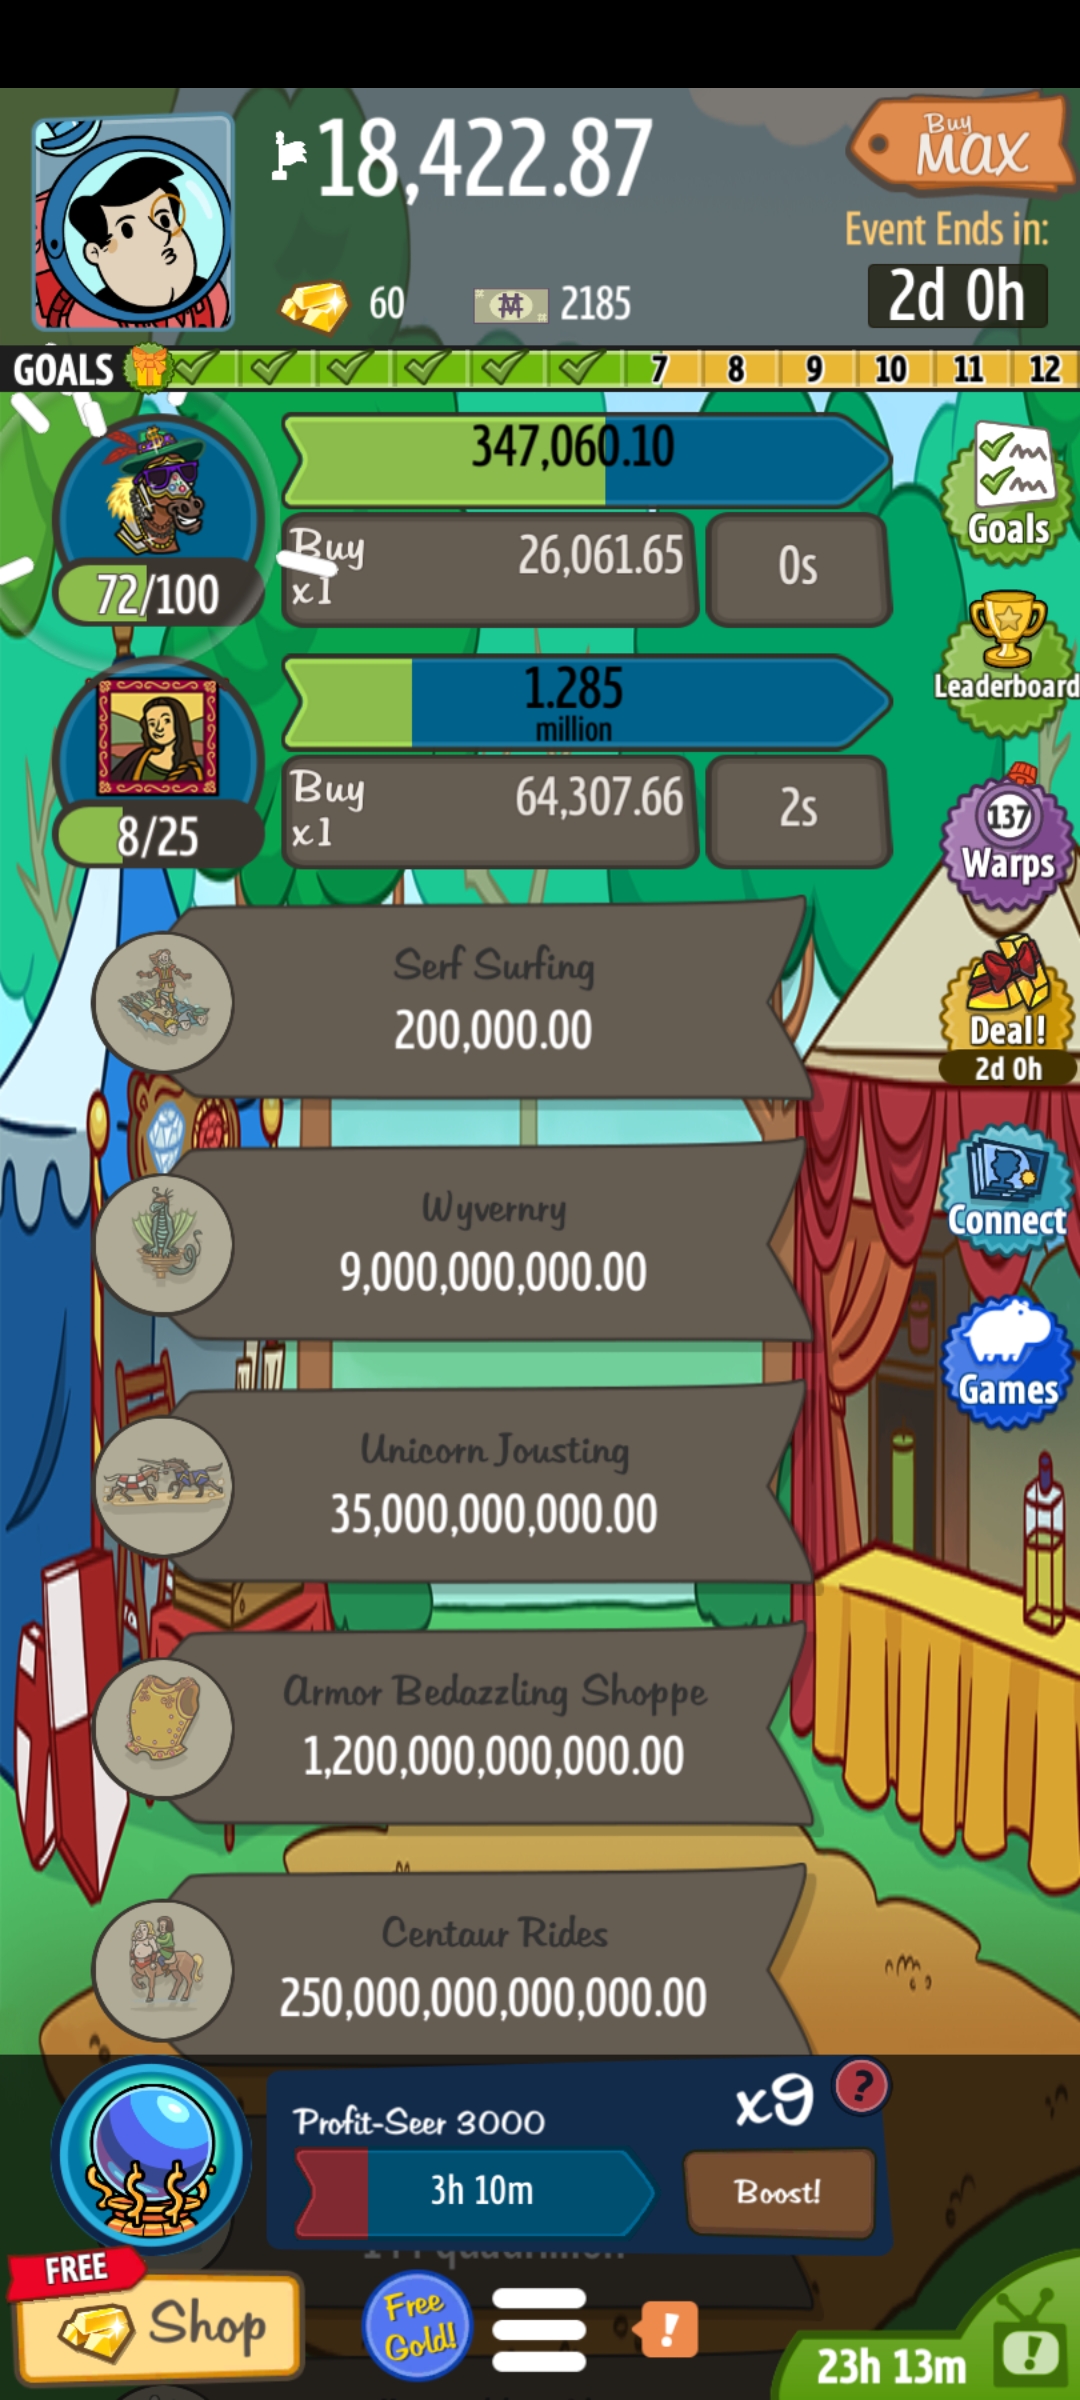 18,422.87
Buy
MAX
Event Ends in:
60
2185
2d 0h
GOALS
7 8 9 10 11 12
347,060.10
Buy
x1
26,061.65
0s
72/100
1.285
million
Buy
x1
64,307.66
2s
8/25
Goals
Leaderboard
137
Warps
Deal!
2d 0h
Connect
Games
Serf Surfing
200,000.00
Wyvernry
9,000,000,000.00
Unicorn Jousting
35,000,000,000.00
Armor Bedazzling Shoppe
1,200,000,000,000.00
Centaur Rides
250,000,000,000,000.00
Profit-Seer 3000
x9
?
3h 10m
Boost!
FREE
Shop
Free
Gold!
!
23h 13m
!